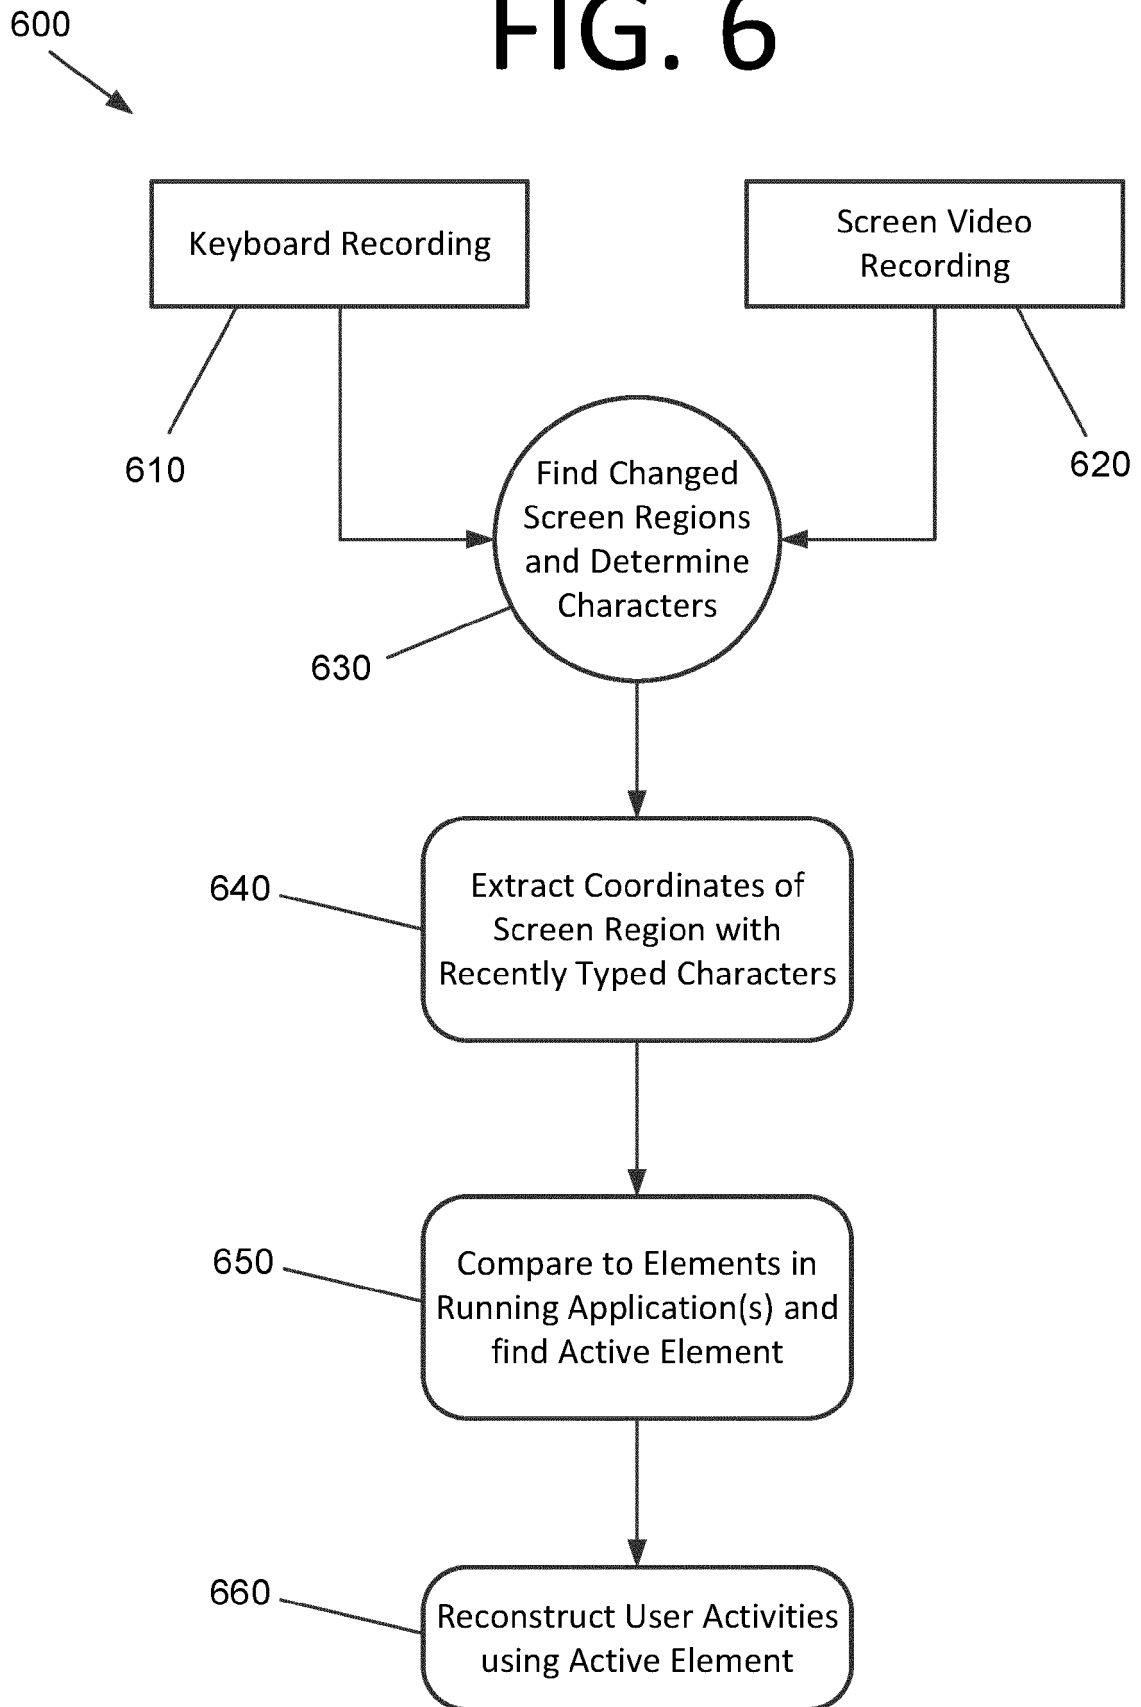 FIG. 6
600
Keyboard Recording
Screen Video
Recording
610
620
Find Changed
Screen Regions
and Determine
Characters
630
640
Extract Coordinates of
Screen Region with
Recently Typed Characters
650
Compare to Elements in
Running Application(s) and
find Active Element
660
Reconstruct User Activities
using Active Element